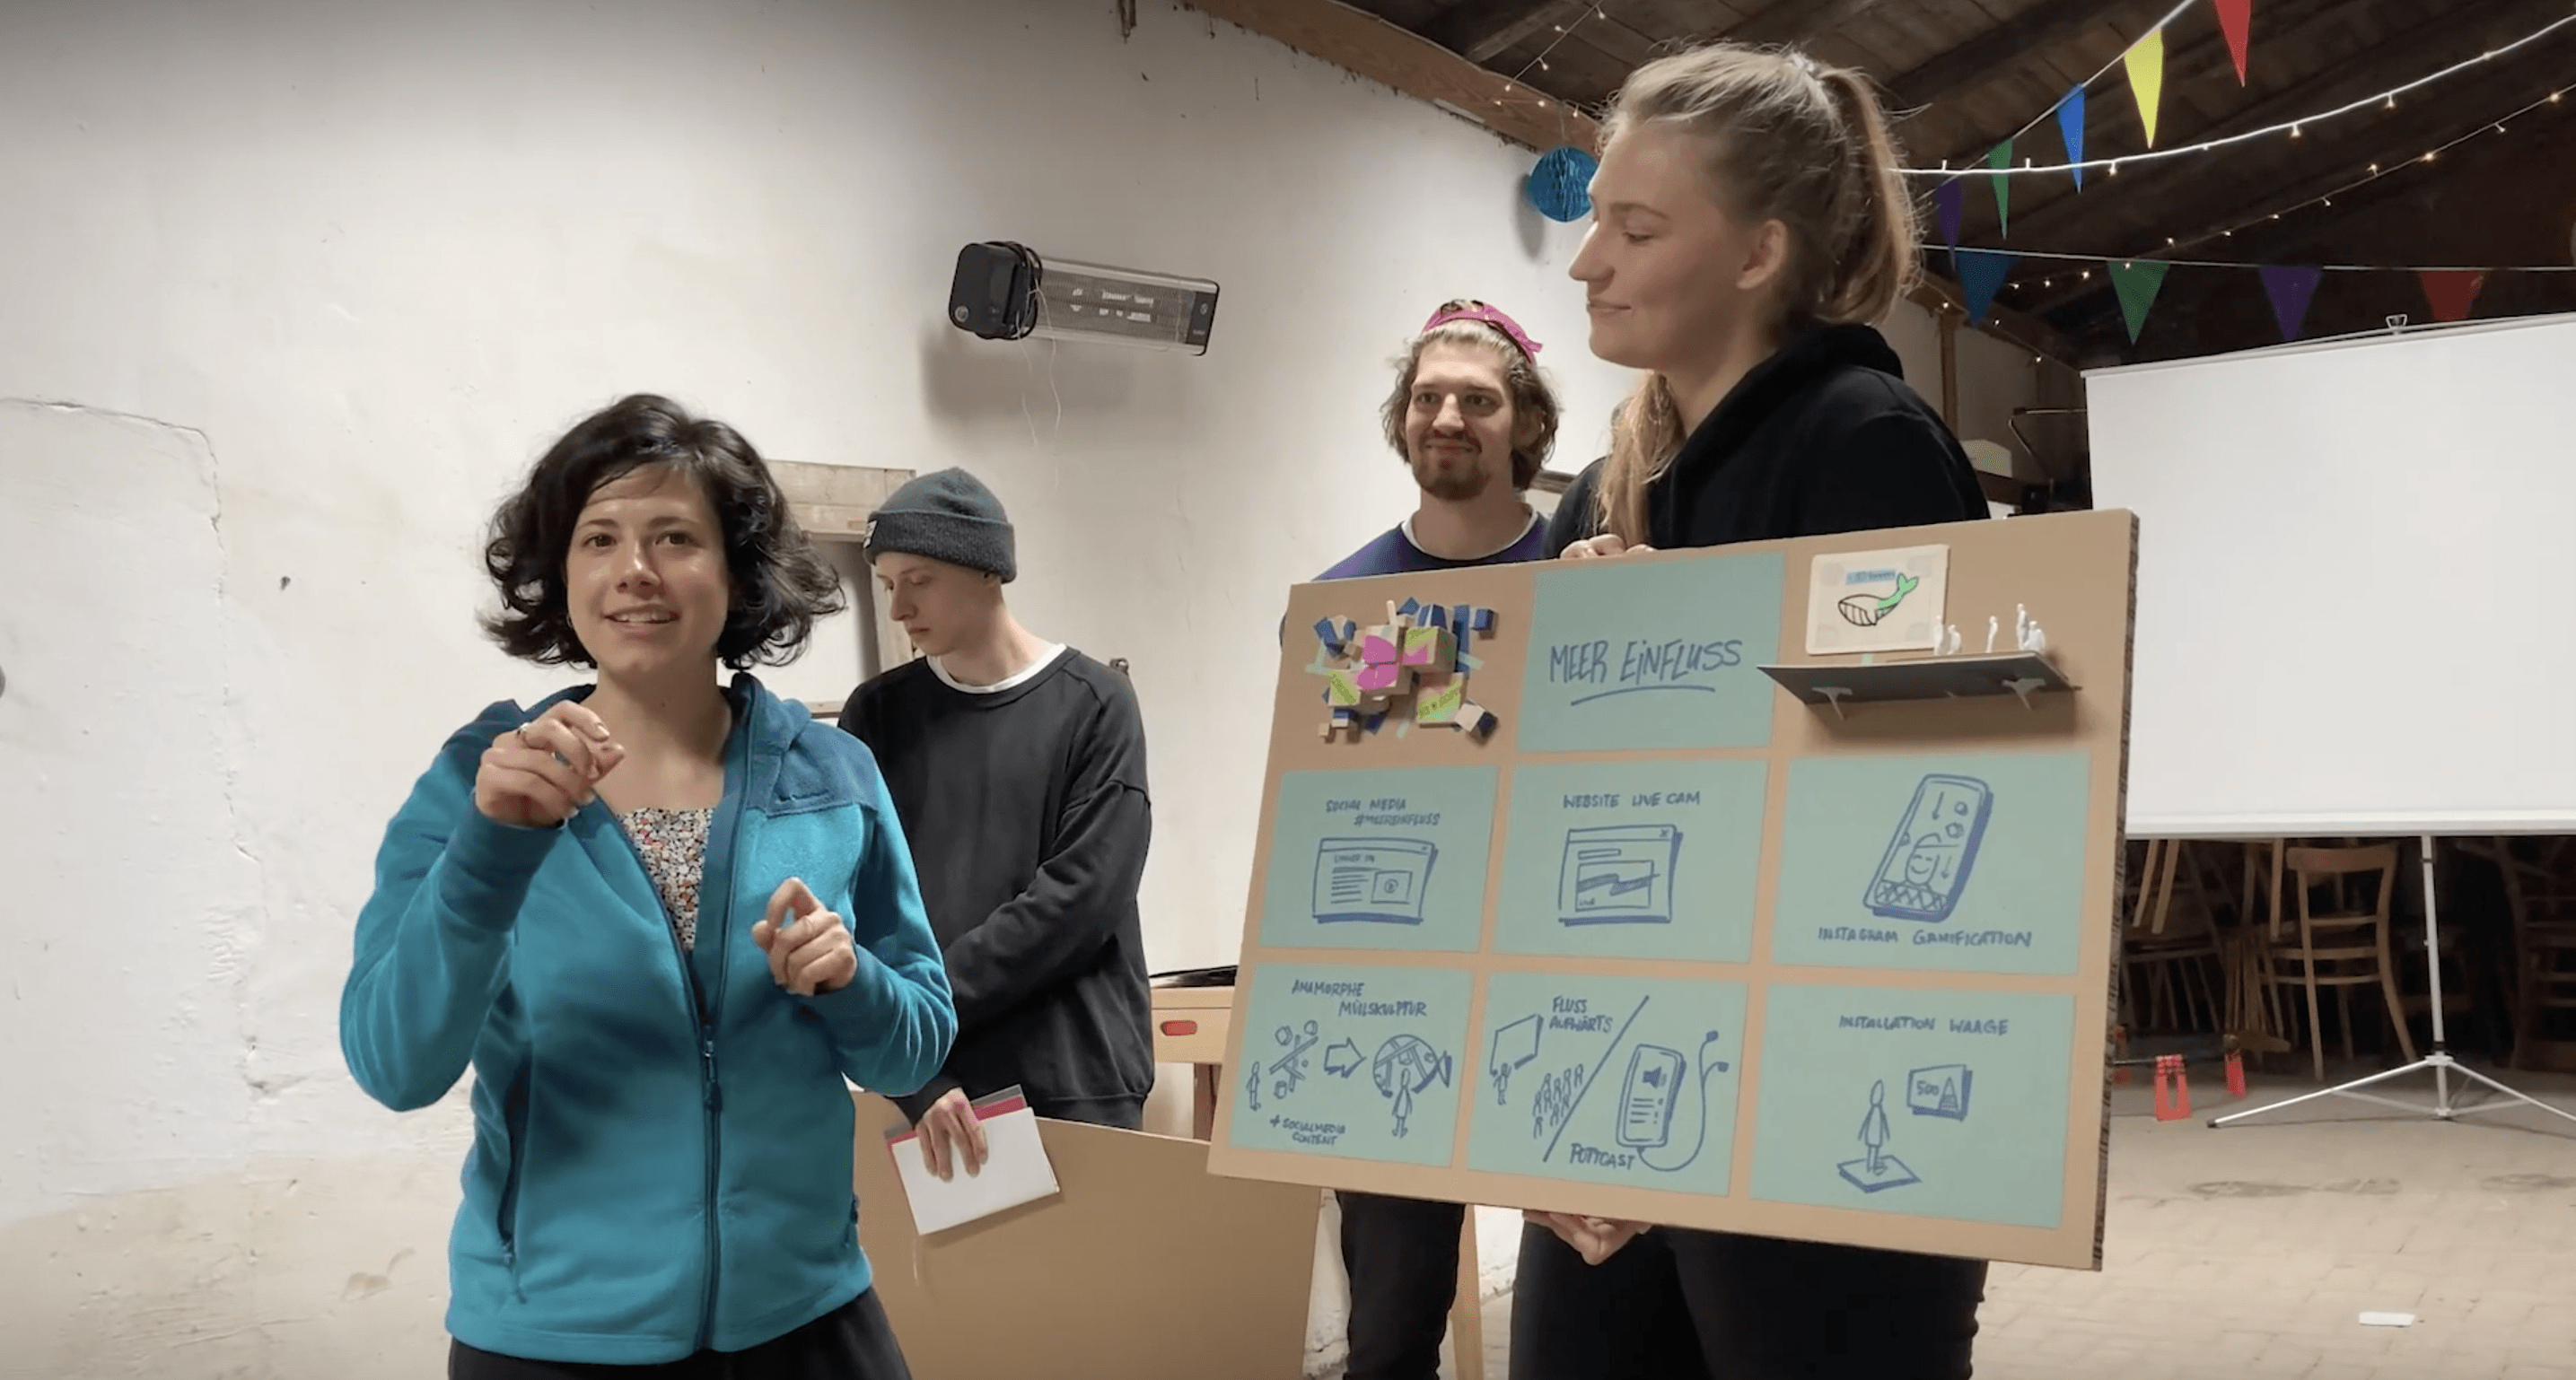 MEER EINFLUSS
SOCIAL MEDIA
#MEEREINFLUSS
WEBSITE LIVE CAM
LIVE
INSTAGRAM GAMIFICATION
ANAMORPHE
MÜLLSKULPTUR
+ SOCIALMEDIA
CONTENT
FLUSS
AUFWÄRTS
POTTCAST
INSTALLATION WAAGE
500